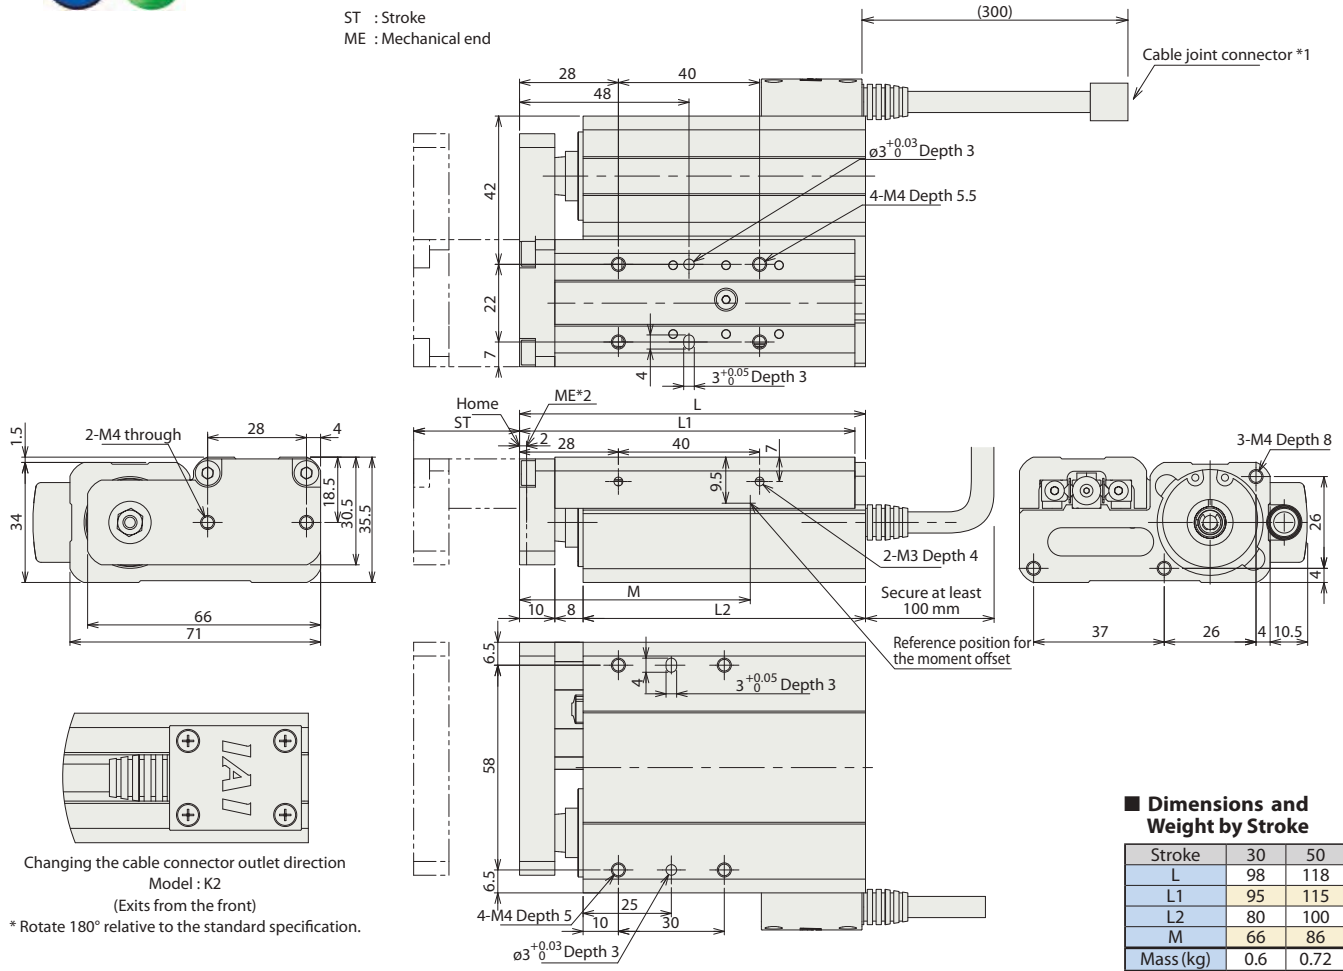 ST : Stroke
ME : Mechanical end
(300)
Cable joint connector *1
28
40
48
ø3 +0.03 0 Depth 3
4-M4 Depth 5.5
42
22
7
4
3 +0.05 0 Depth 3
Home
ME*2
ST
L
L1
2
28
40
7
9.5
2-M3 Depth 4
M
10
8
L2
Secure at least
100 mm
Reference position for
the moment offset
1.5
2-M4 through
28
4
34
18.5
30.5
35.5
66
71
3-M4 Depth 8
26
4
37
26
4
10.5
6.5
4
3 +0.05 0 Depth 3
58
6.5
4-M4 Depth 5
25
10
30
ø3 +0.03 0 Depth 3
IAI
Changing the cable connector outlet direction
Model : K2
(Exits from the front)
* Rotate 180° relative to the standard specification.
■ Dimensions and
Weight by Stroke
Stroke 30 50
L 98 118
L1 95 115
L2 80 100
M 66 86
Mass (kg) 0.6 0.72